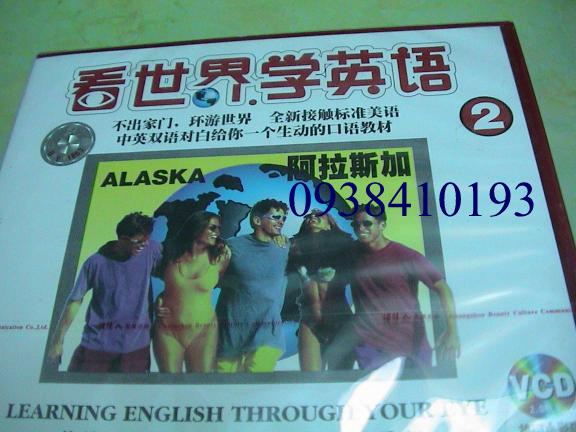 看世界.学英语
2
不出家门，环游世界 全新接触标准美语
中英双语对白给你一个生动的口语教材
ALASKA 阿拉斯加
0938410193
LEARNING ENGLISH THROUGH YOUR EYE
VCD
2.0